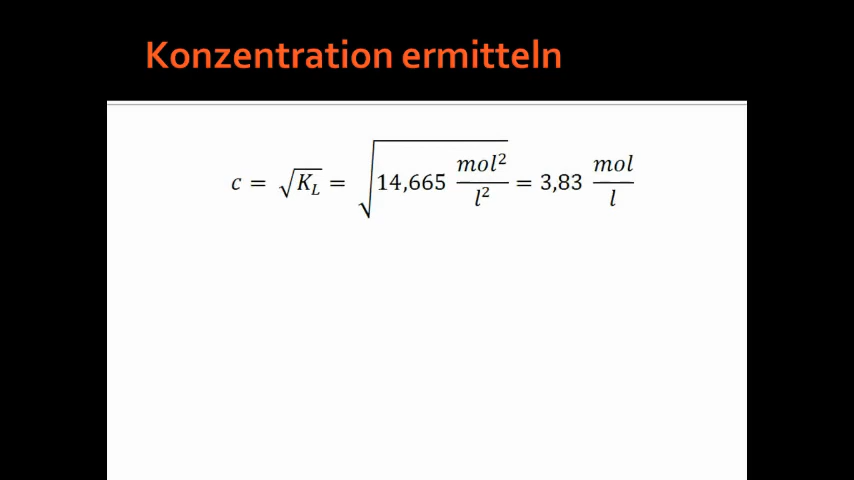 Konzentration ermitteln
c = √K_L = √(14,665 mol²/l²) = 3,83 mol/l